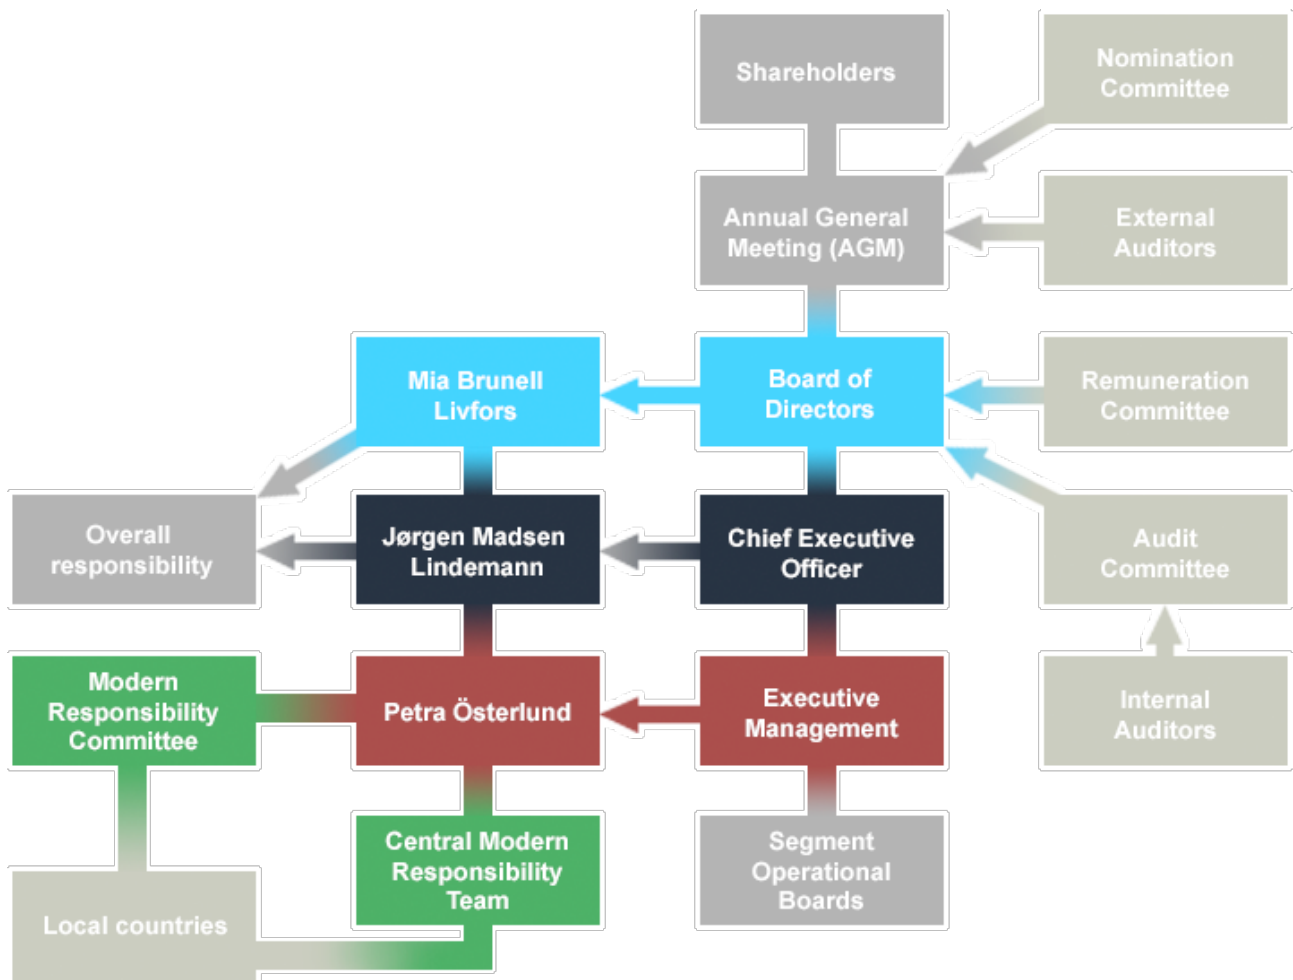 Shareholders
Nomination
Committee
Annual General
Meeting (AGM)
External
Auditors
Mia Brunell
Livfors
Board of
Directors
Remuneration
Committee
Overall
responsibility
Jørgen Madsen
Lindemann
Chief Executive
Officer
Audit
Committee
Modern
Responsibility
Committee
Petra Österlund
Executive
Management
Internal
Auditors
Central Modern
Responsibility
Team
Segment
Operational
Boards
Local countries